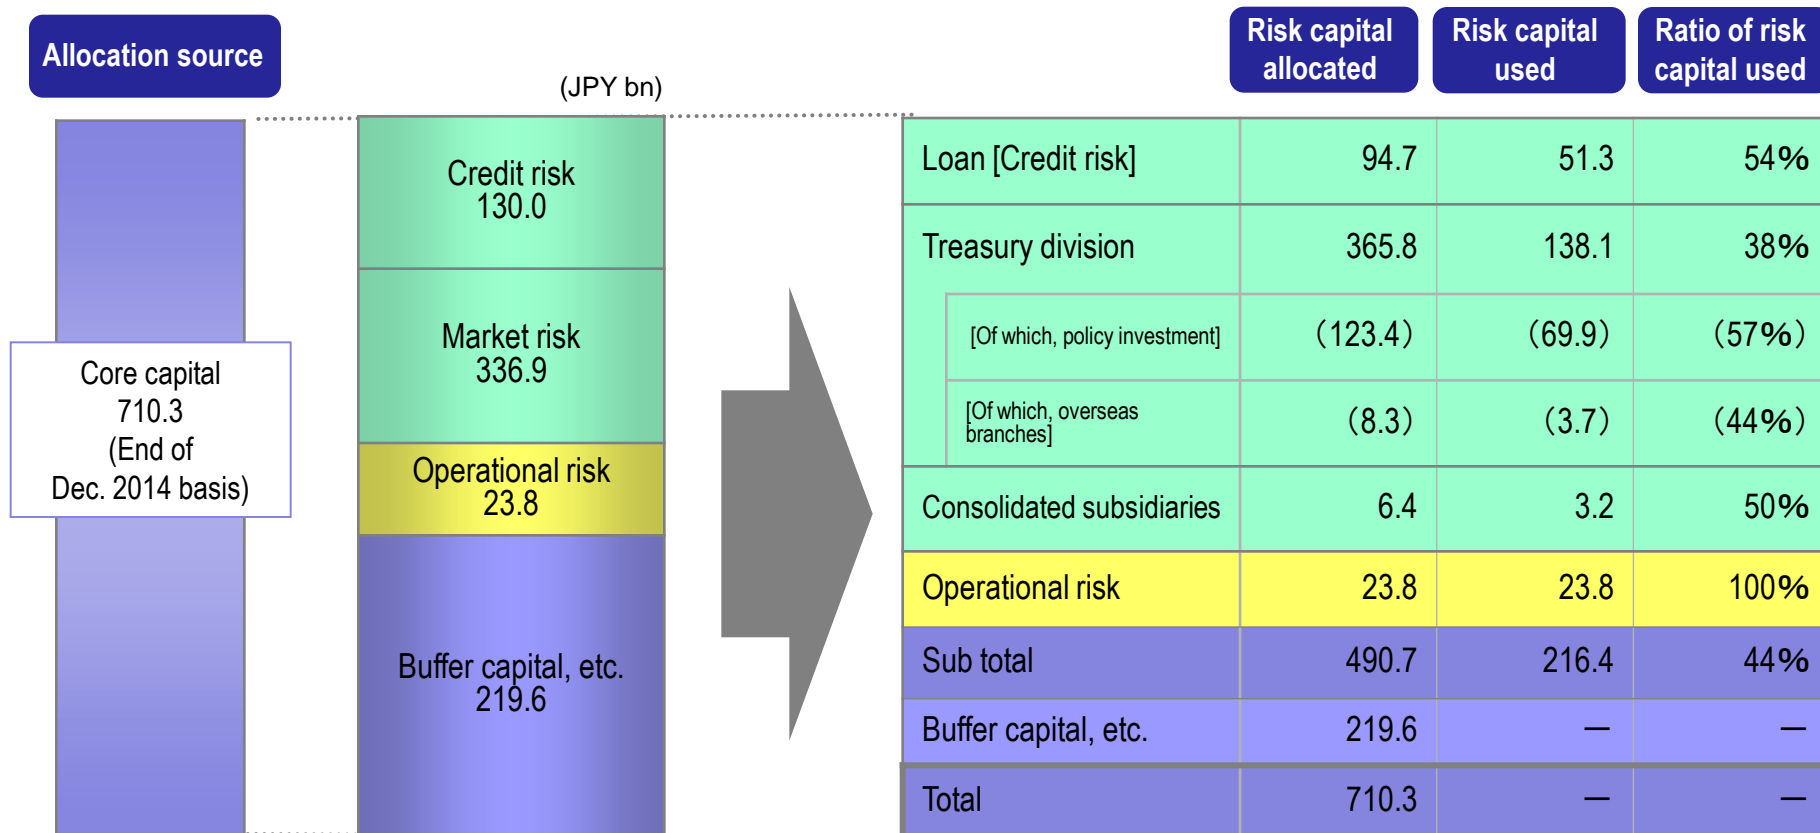 Allocation source
(JPY bn)
Core capital
710.3
(End of
Dec. 2014 basis)
Credit risk
130.0
Market risk
336.9
Operational risk
23.8
Buffer capital, etc.
219.6
Risk capital
allocated
Risk capital
used
Ratio of risk
capital used
Loan [Credit risk] 94.7 51.3 54%
Treasury division 365.8 138.1 38%
[Of which, policy investment] (123.4) (69.9) (57%)
[Of which, overseas
branches] (8.3) (3.7) (44%)
Consolidated subsidiaries 6.4 3.2 50%
Operational risk 23.8 23.8 100%
Sub total 490.7 216.4 44%
Buffer capital, etc. 219.6 — —
Total 710.3 — —